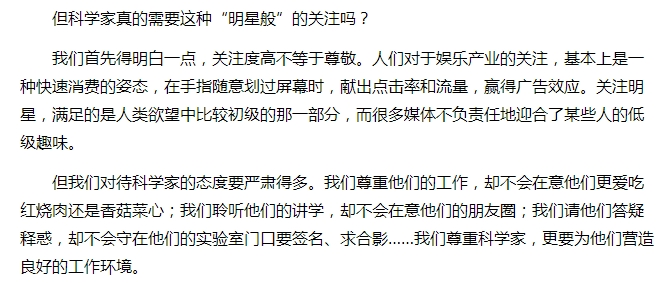 但科学家真的需要这种“明星般”的关注吗？
我们首先得明白一点，关注度高不等于尊敬。人们对于娱乐产业的关注，基本上是一
种快速消费的姿态，在手指随意划过屏幕时，献出点击率和流量，赢得广告效应。关注明
星，满足的是人类欲望中比较初级的那一部分，而很多媒体不负责任地迎合了某些人的低
级趣味。
但我们对待科学家的态度要严肃得多。我们尊重他们的工作，却不会在意他们更爱吃
红烧肉还是香菇菜心；我们聆听他们的讲学，却不会在意他们的朋友圈；我们请他们答疑
释惑，却不会守在他们的实验室门口要签名、求合影……我们尊重科学家，更要为他们营造
良好的工作环境。